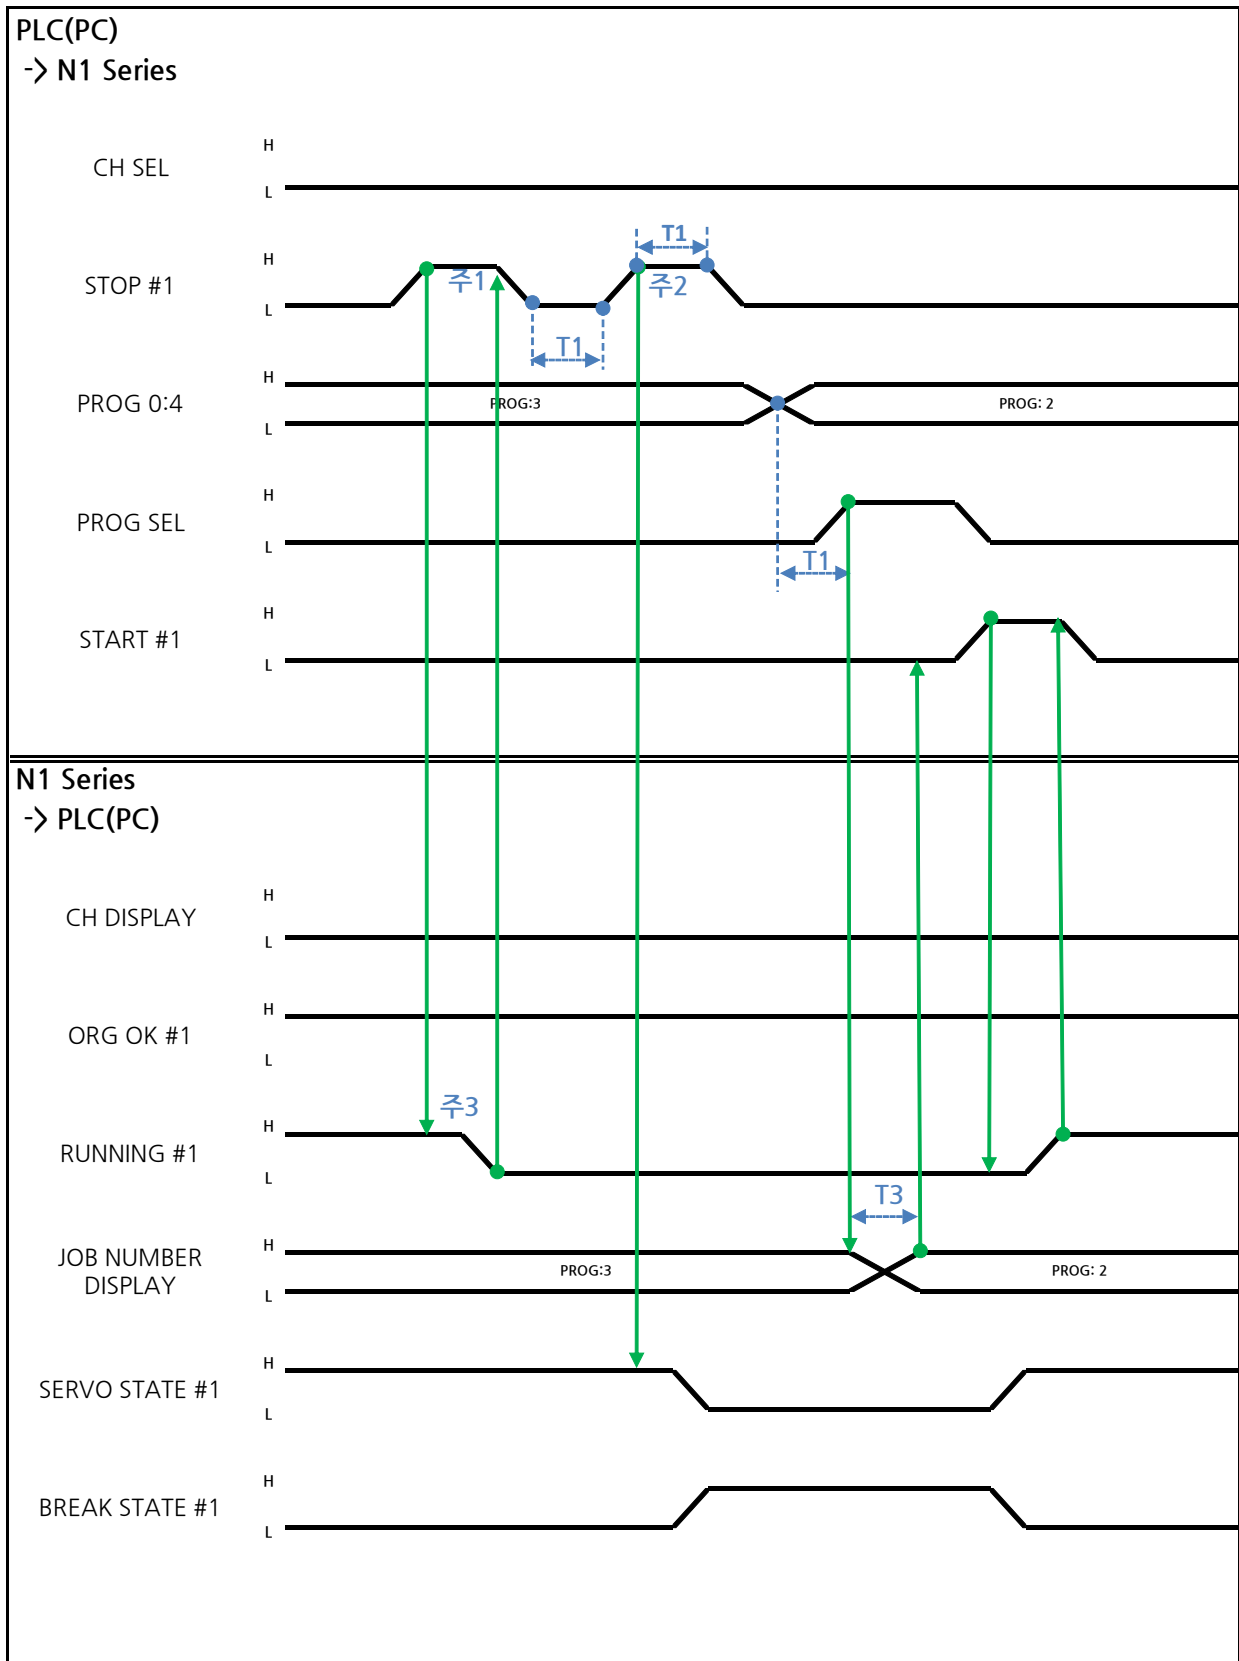 PLC(PC)
-> N1 Series
H
CH SEL
L
T1
H
STOP #1
주1
주2
L
T1
H
PROG 0:4
PROG:3
PROG: 2
L
H
PROG SEL
L
T1
H
START #1
L
N1 Series
-> PLC(PC)
H
CH DISPLAY
L
H
ORG OK #1
L
주3
H
RUNNING #1
L
T3
H
JOB NUMBER
DISPLAY
PROG:3
PROG: 2
L
H
SERVO STATE #1
L
H
BREAK STATE #1
L